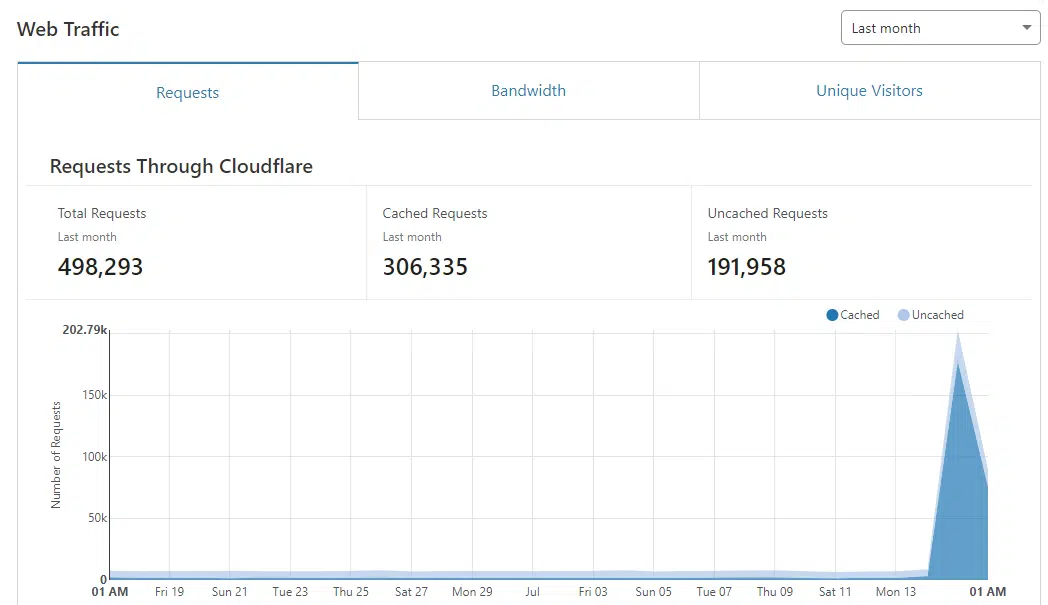 Web Traffic
Last month
Requests
Bandwidth
Unique Visitors
Requests Through Cloudflare
Total Requests
Cached Requests
Uncached Requests
Last month
Last month
Last month
498,293
306,335
191,958
Cached
Uncached
202.79k
150k
100k
50k
0
Number of Requests
01 AM
Fri 19
Sun 21
Tue 23
Thu 25
Sat 27
Mon 29
Jul
Fri 03
Sun 05
Tue 07
Thu 09
Sat 11
Mon 13
01 AM